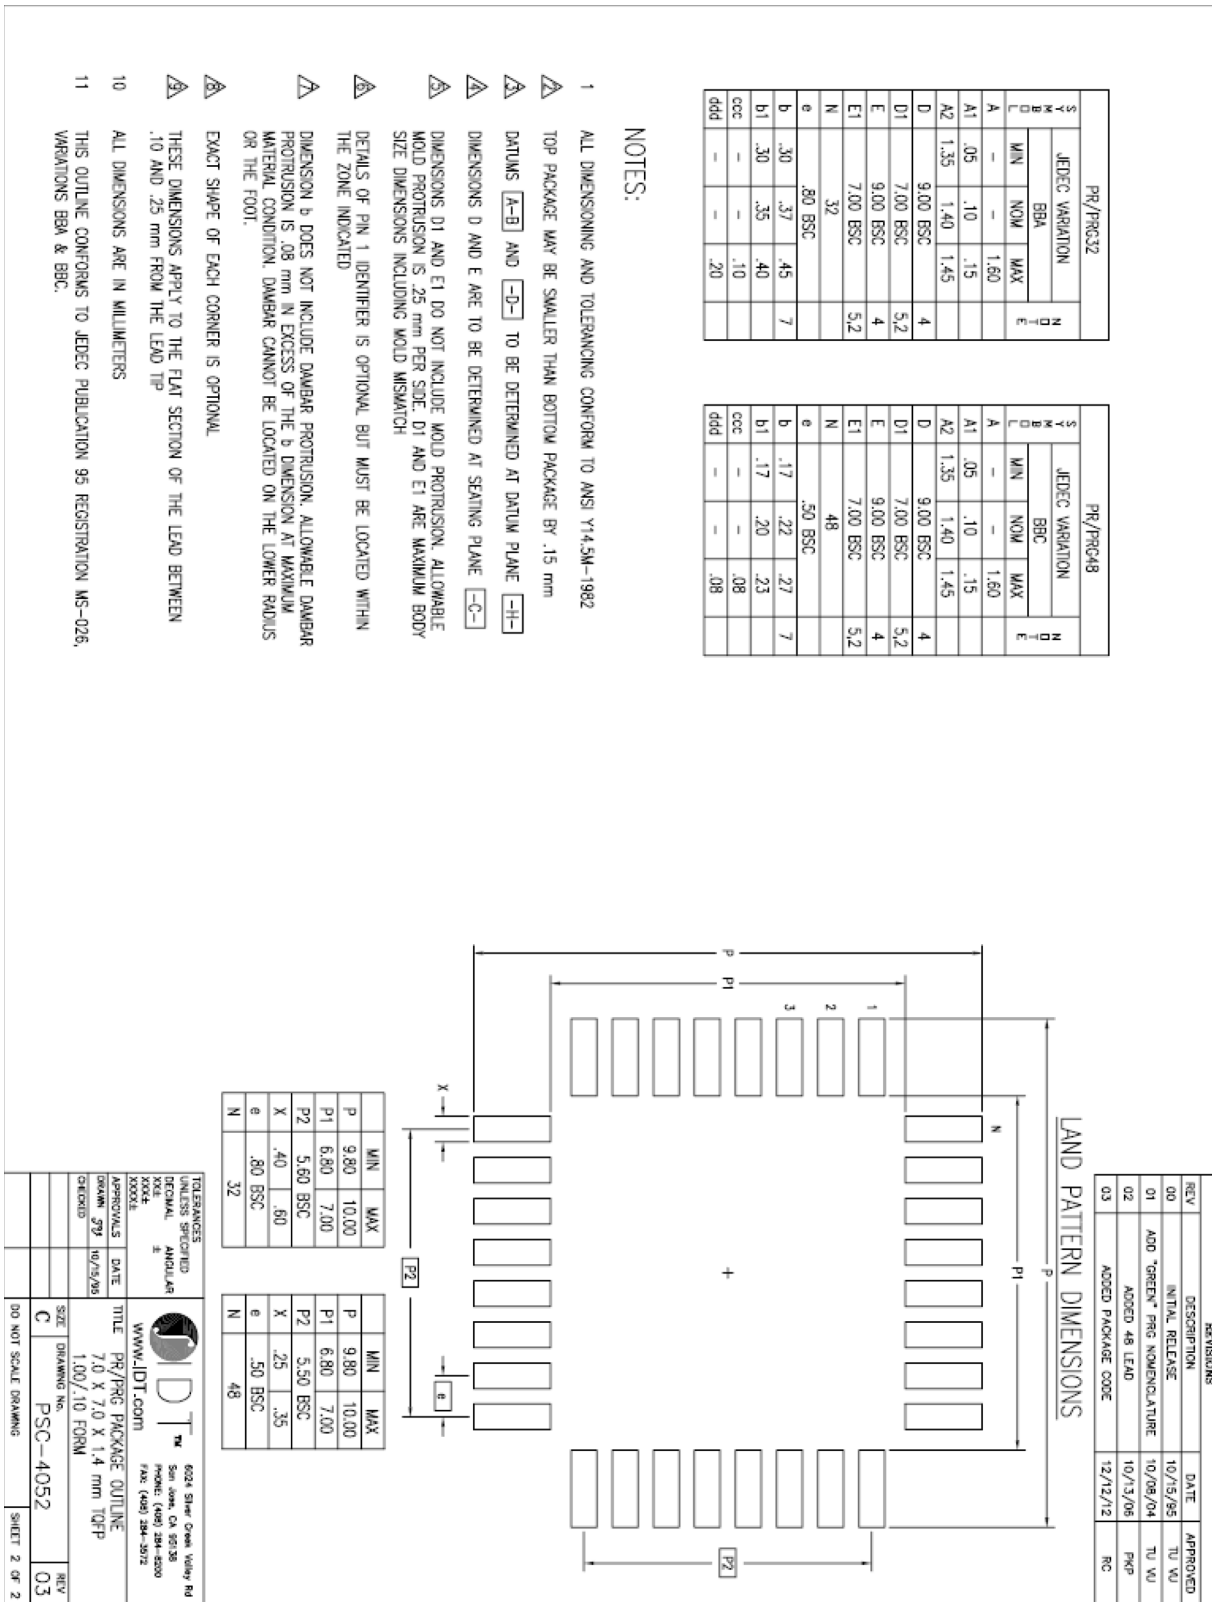 PR/PRG32
SYMBOL JEDEC VARIATION NOTE
BBA
MIN NOM MAX
A – – 1.60
A1 .05 .10 .15
A2 1.35 1.40 1.45
D 9.00 BSC 4
D1 7.00 BSC 5,2
E 9.00 BSC 4
E1 7.00 BSC 5,2
N 32
e .80 BSC
b .30 .37 .45 7
b1 .30 .35 .40
ccc – – .10
ddd – – .20
PR/PRG48
SYMBOL JEDEC VARIATION NOTE
BBC
MIN NOM MAX
A – – 1.60
A1 .05 .10 .15
A2 1.35 1.40 1.45
D 9.00 BSC 4
D1 7.00 BSC 5,2
E 9.00 BSC 4
E1 7.00 BSC 5,2
N 48
e .50 BSC
b .17 .22 .27 7
b1 .17 .20 .23
ccc – – .08
ddd – – .08
NOTES:
1 ALL DIMENSIONING AND TOLERANCING CONFORM TO ANSI Y14.5M-1982
2 TOP PACKAGE MAY BE SMALLER THAN BOTTOM PACKAGE BY .15 mm
3 DATUMS A-B AND -D- TO BE DETERMINED AT DATUM PLANE -H-
4 DIMENSIONS D AND E ARE TO BE DETERMINED AT SEATING PLANE -C-
5 DIMENSIONS D1 AND E1 DO NOT INCLUDE MOLD PROTRUSION. ALLOWABLE
MOLD PROTRUSION IS .25 mm PER SIDE. D1 AND E1 ARE MAXIMUM BODY
SIZE DIMENSIONS INCLUDING MOLD MISMATCH
6 DETAILS OF PIN 1 IDENTIFIER IS OPTIONAL BUT MUST BE LOCATED WITHIN
THE ZONE INDICATED
7 DIMENSION b DOES NOT INCLUDE DAMBAR PROTRUSION. ALLOWABLE DAMBAR
PROTRUSION IS .08 mm IN EXCESS OF THE b DIMENSION AT MAXIMUM
MATERIAL CONDITION. DAMBAR CANNOT BE LOCATED ON THE LOWER RADIUS
OR THE FOOT.
8 EXACT SHAPE OF EACH CORNER IS OPTIONAL
9 THESE DIMENSIONS APPLY TO THE FLAT SECTION OF THE LEAD BETWEEN
.10 AND .25 mm FROM THE LEAD TIP
10 ALL DIMENSIONS ARE IN MILLIMETERS
11 THIS OUTLINE CONFORMS TO JEDEC PUBLICATION 95 REGISTRATION MS-026,
VARIATIONS BBA & BBC.
REVISIONS
REV DESCRIPTION DATE APPROVED
00 INITIAL RELEASE 10/15/95 TU VU
01 ADD "GREEN" PRG NOMENCLATURE 10/08/04 TU VU
02 ADDED 48 LEAD 10/13/06 PKP
03 ADDED PACKAGE CODE 12/12/12 RC
LAND PATTERN DIMENSIONS
P
P1
N
1
2
3
P
P1
P2
X
e
P2
MIN MAX
P 9.80 10.00
P1 6.80 7.00
P2 5.60 BSC
X .40 .60
e .80 BSC
N 32
MIN MAX
P 9.80 10.00
P1 6.80 7.00
P2 5.50 BSC
X .25 .35
e .50 BSC
N 48
TOLERANCES
UNLESS SPECIFIED
DECIMAL ANGULAR
XX± ±
XXX±
XXXX±
APPROVALS DATE
DRAWN 10/15/95
CHECKED
IDT™
www.IDT.com
6024 Silver Creek Valley Rd
San Jose, CA 95138
PHONE: (408) 284-8200
FAX: (408) 284-3572
TITLE PR/PRG PACKAGE OUTLINE
7.0 X 7.0 X 1.4 mm TQFP
1.00/.10 FORM
SIZE DRAWING No. REV
C PSC-4052 03
DO NOT SCALE DRAWING SHEET 2 OF 2